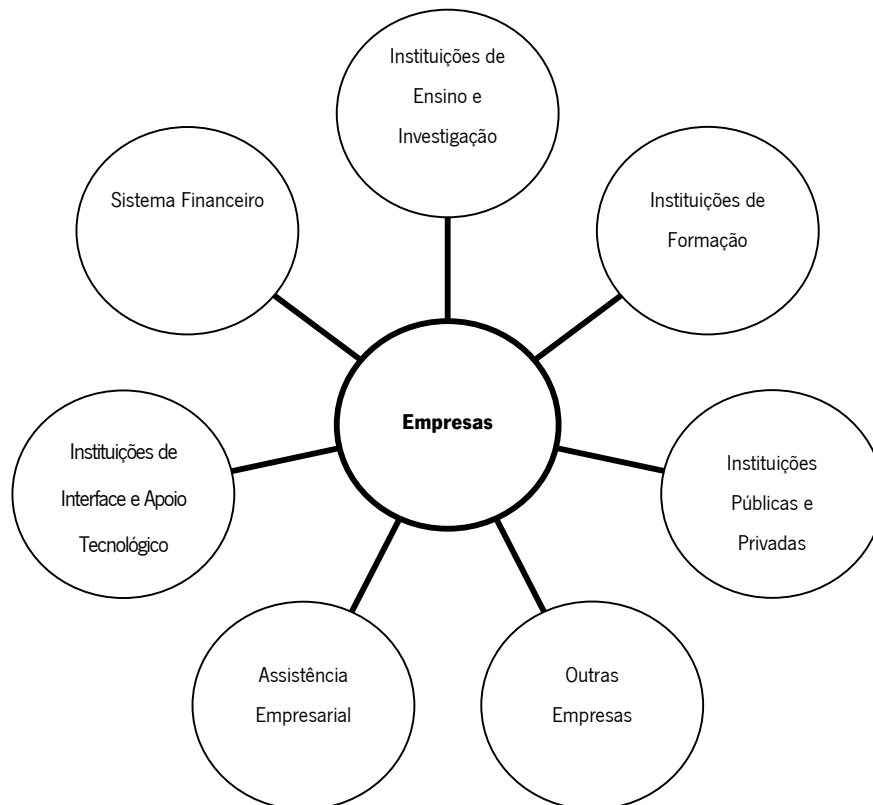 Instituições de
Ensino e
Investigação
Sistema Financeiro
Instituições de
Formação
Empresas
Instituições de
Interface e Apoio
Tecnológico
Instituições
Públicas e
Privadas
Assistência
Empresarial
Outras
Empresas